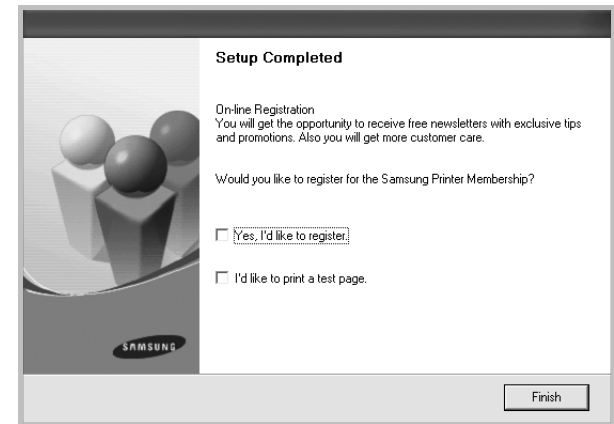 Setup Completed
On-line Registration
You will get the opportunity to receive free newsletters with exclusive tips
and promotions. Also you will get more customer care.
Would you like to register for the Samsung Printer Membership?
Yes, I'd like to register.
I'd like to print a test page.
SAMSUNG
Finish